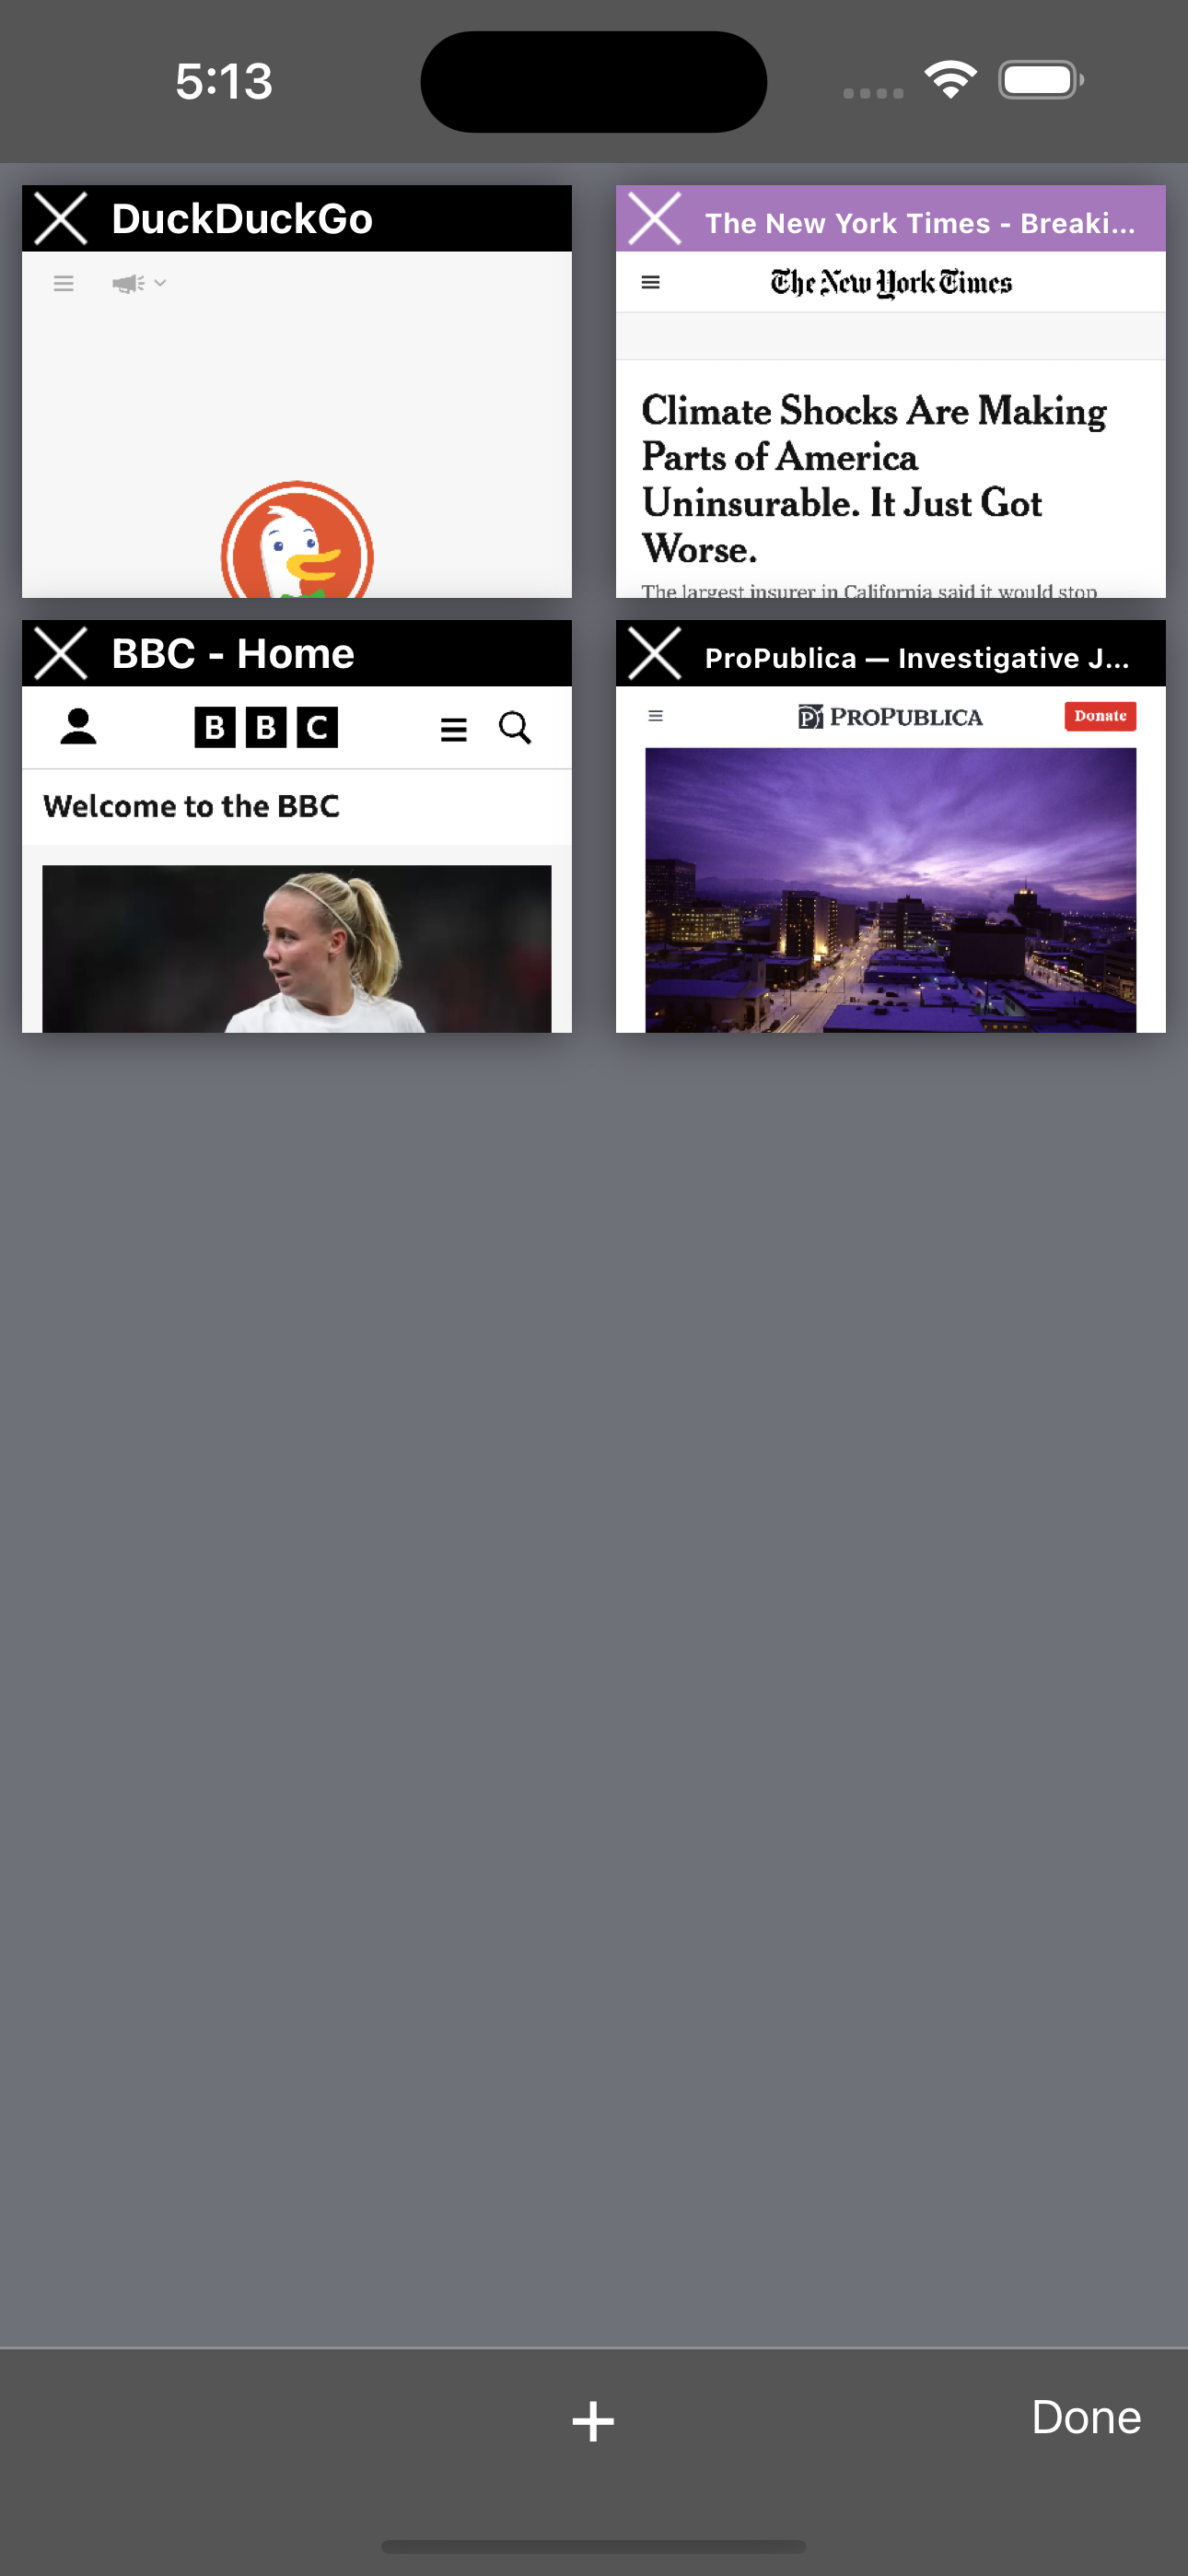 5:13
DuckDuckGo
The New York Times - Breaki...
The New York Times
Climate Shocks Are Making
Parts of America
Uninsurable. It Just Got
Worse.
The largest insurer in California said it would stop
BBC - Home
BBC
Welcome to the BBC
ProPublica — Investigative J...
PROPUBLICA
Donate
+
Done